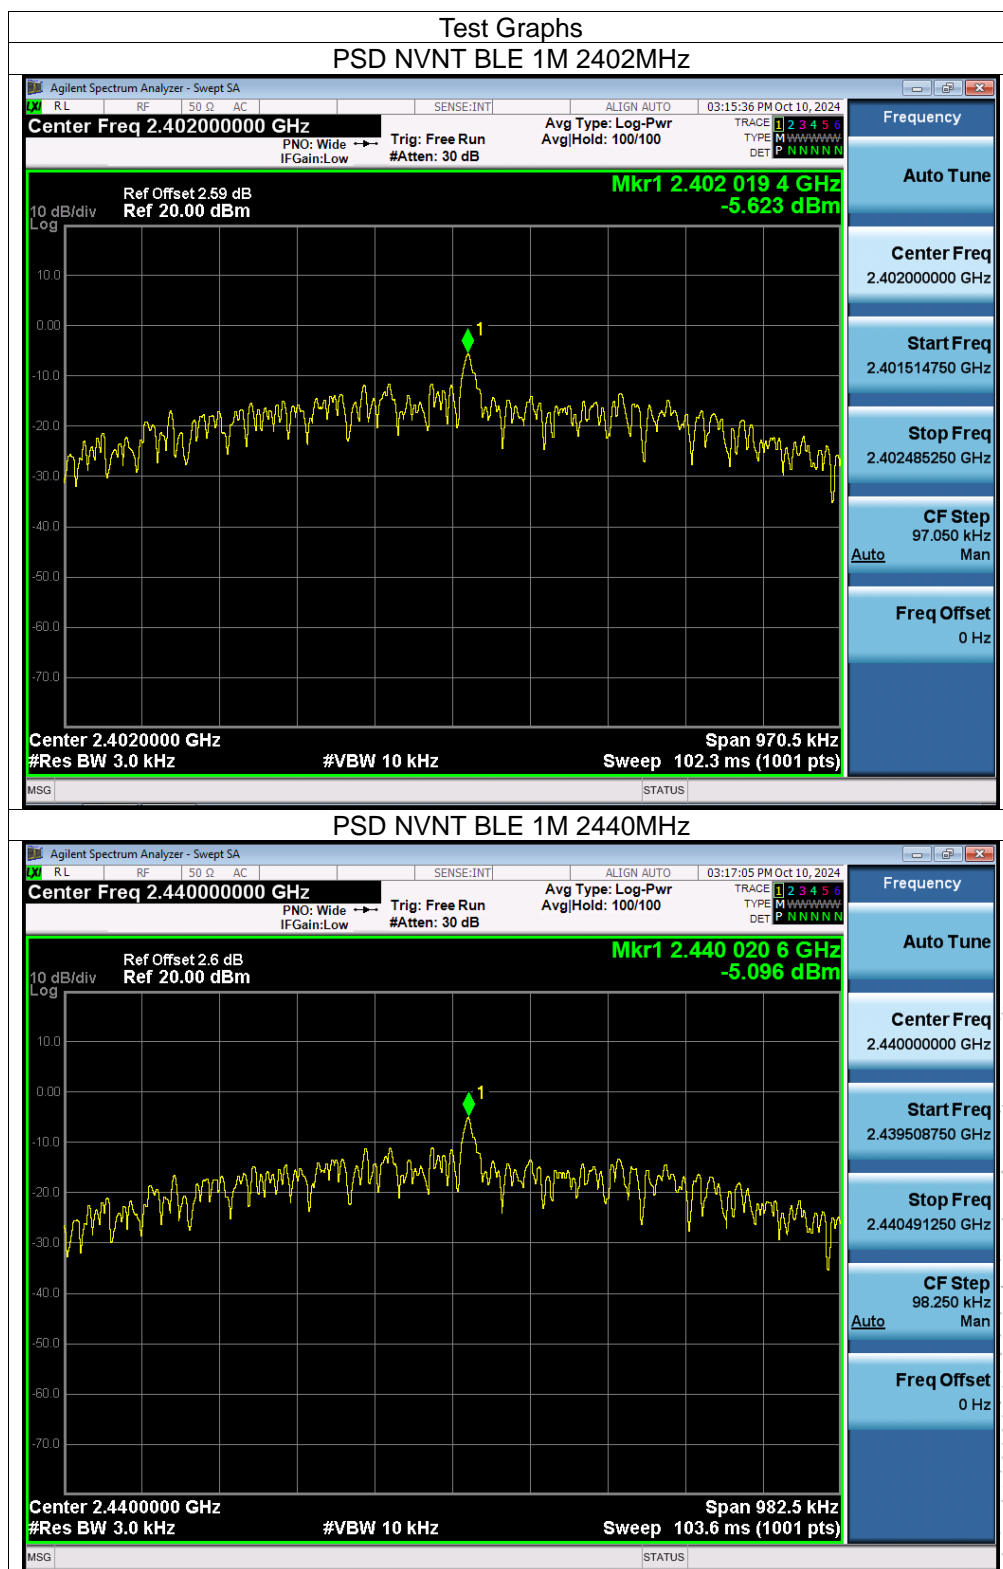 Test Graphs
PSD NVNT BLE 1M 2402MHz
Agilent Spectrum Analyzer - Swept SA
LXI RL RF 50 Ω AC SENSE:INT ALIGN AUTO 03:15:36 PM Oct 10, 2024
Center Freq 2.402000000 GHz
PNO: Wide
IFGain:Low
Trig: Free Run
#Atten: 30 dB
Avg Type: Log-Pwr
Avg|Hold: 100/100
TRACE 1 2 3 4 5 6
TYPE M W W W W W
DET P N N N N N
Frequency
Mkr1 2.402 019 4 GHz
-5.623 dBm
Ref Offset 2.59 dB
Ref 20.00 dBm
10 dB/div
Log
10.0
0.00
-10.0
-20.0
-30.0
-40.0
-50.0
-60.0
-70.0
1
Center 2.4020000 GHz
#Res BW 3.0 kHz
#VBW 10 kHz
Span 970.5 kHz
Sweep 102.3 ms (1001 pts)
Auto Tune
Center Freq
2.402000000 GHz
Start Freq
2.401514750 GHz
Stop Freq
2.402485250 GHz
CF Step
97.050 kHz
Auto Man
Freq Offset
0 Hz
MSG STATUS
PSD NVNT BLE 1M 2440MHz
Agilent Spectrum Analyzer - Swept SA
LXI RL RF 50 Ω AC SENSE:INT ALIGN AUTO 03:17:05 PM Oct 10, 2024
Center Freq 2.440000000 GHz
PNO: Wide
IFGain:Low
Trig: Free Run
#Atten: 30 dB
Avg Type: Log-Pwr
Avg|Hold: 100/100
TRACE 1 2 3 4 5 6
TYPE M W W W W W
DET P N N N N N
Frequency
Mkr1 2.440 020 6 GHz
-5.096 dBm
Ref Offset 2.6 dB
Ref 20.00 dBm
10 dB/div
Log
10.0
0.00
-10.0
-20.0
-30.0
-40.0
-50.0
-60.0
-70.0
1
Center 2.4400000 GHz
#Res BW 3.0 kHz
#VBW 10 kHz
Span 982.5 kHz
Sweep 103.6 ms (1001 pts)
Auto Tune
Center Freq
2.440000000 GHz
Start Freq
2.439508750 GHz
Stop Freq
2.440491250 GHz
CF Step
98.250 kHz
Auto Man
Freq Offset
0 Hz
MSG STATUS